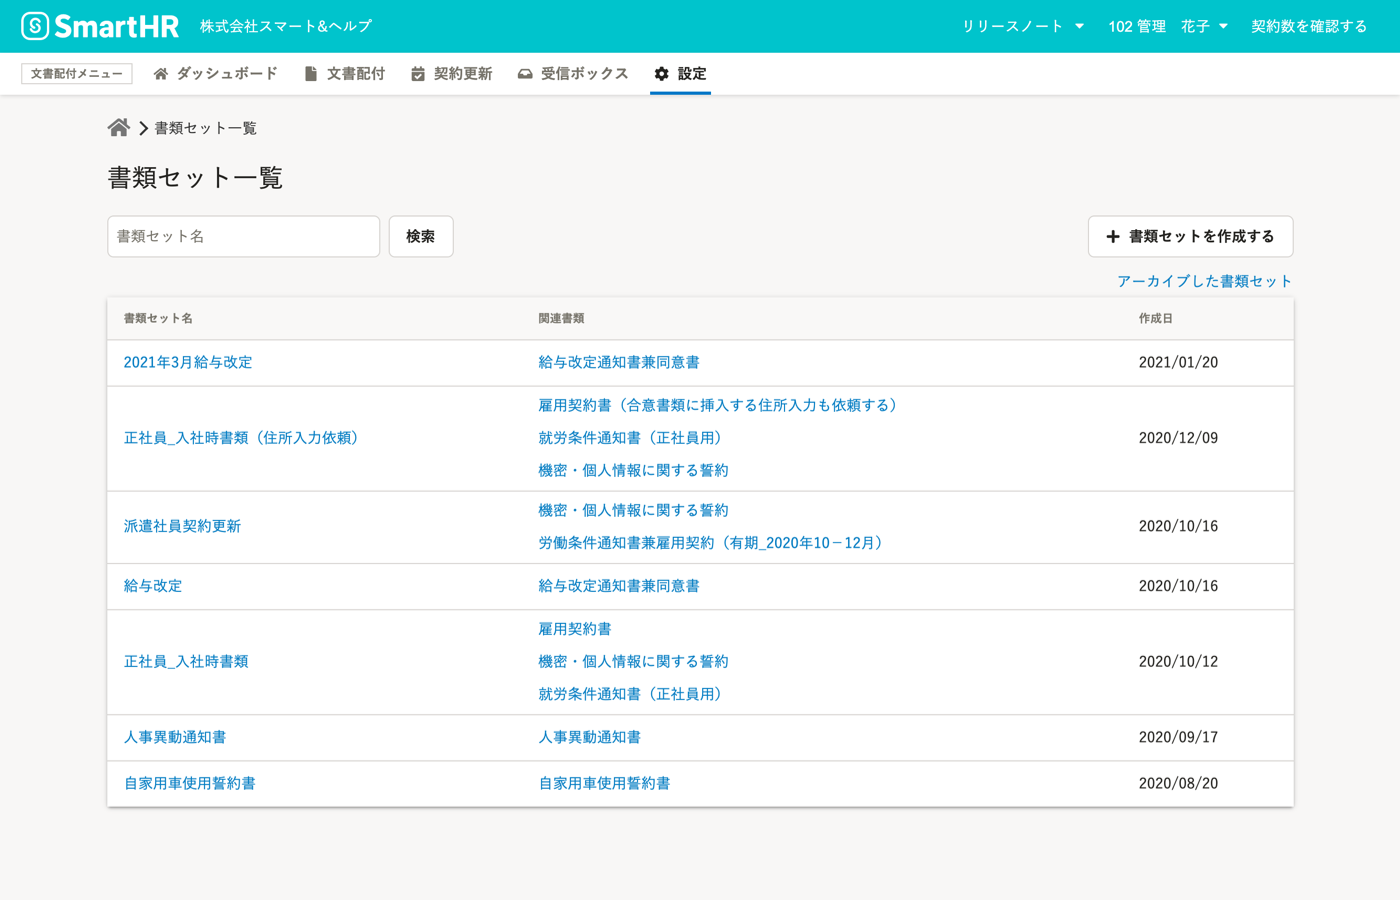 SmartHR 株式会社スマート&ヘルプ リリースノート 102 管理 花子 契約数を確認する
文書配付メニュー ダッシュボード 文書配付 契約更新 受信ボックス 設定
書類セット一覧
書類セット一覧
書類セット名 検索 書類セットを作成する
アーカイブした書類セット
書類セット名 関連書類 作成日
2021年3月給与改定 給与改定通知書兼同意書 2021/01/20
雇用契約書（合意書類に挿入する住所入力も依頼する）
正社員_入社時書類（住所入力依頼） 就労条件通知書（正社員用） 2020/12/09
機密・個人情報に関する誓約
機密・個人情報に関する誓約
派遣社員契約更新 2020/10/16
労働条件通知書兼雇用契約（有期_2020年10－12月）
給与改定 給与改定通知書兼同意書 2020/10/16
雇用契約書
正社員_入社時書類 機密・個人情報に関する誓約 2020/10/12
就労条件通知書（正社員用）
人事異動通知書 人事異動通知書 2020/09/17
自家用車使用誓約書 自家用車使用誓約書 2020/08/20